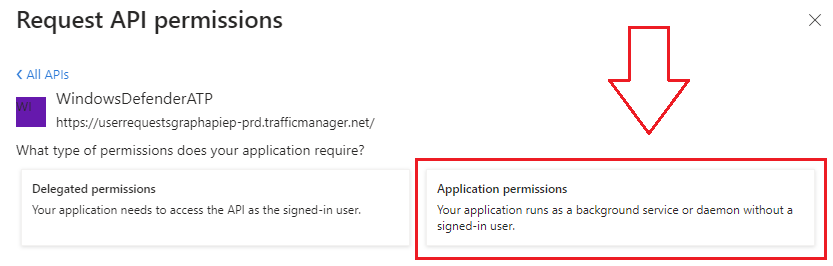 Request API permissions
All APIs
WI
WindowsDefenderATP
https://userrequestsgraphapiep-prd.trafficmanager.net/
What type of permissions does your application require?
Delegated permissions
Your application needs to access the API as the signed-in user.
Application permissions
Your application runs as a background service or daemon without a
signed-in user.